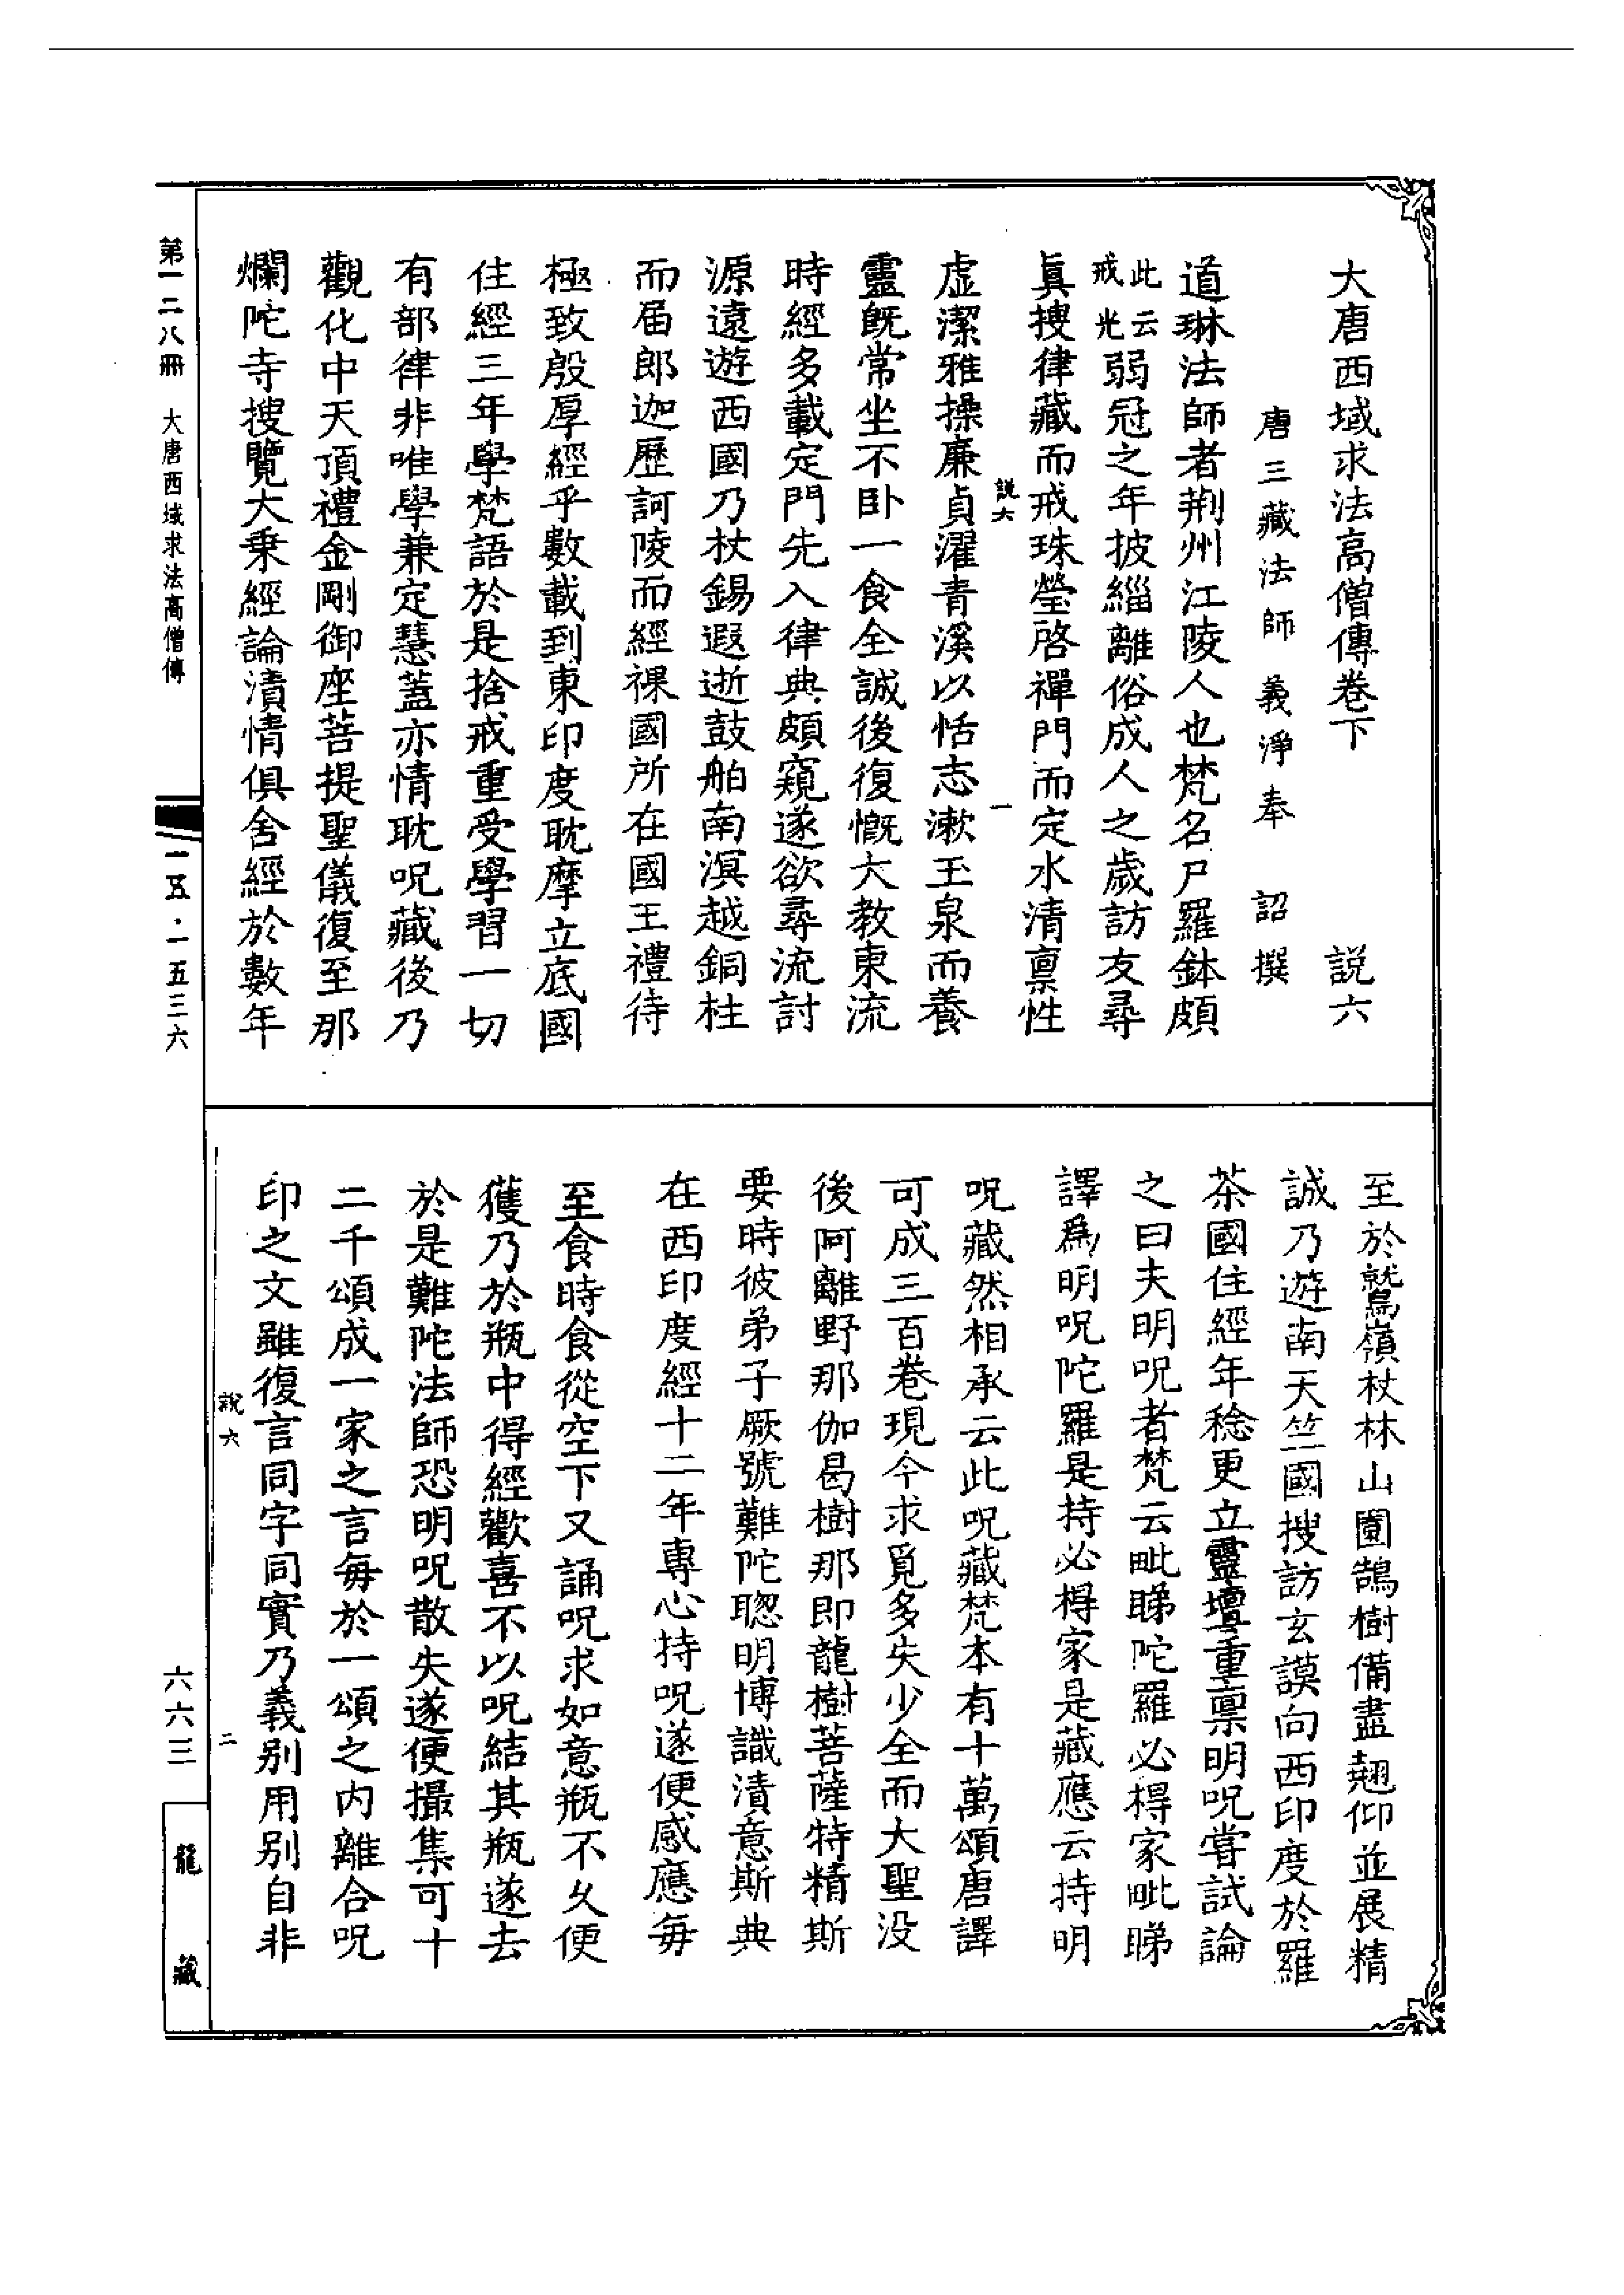 大唐西域求法高僧傳卷下　說六
唐三藏法師義淨奉　詔撰
道琳法師者荆州江陵人也梵名尸羅鉢頗
此云
戒光
弱冠之年披緇離俗成人之歲訪友尋
眞搜律藏而戒珠瑩啓禪門而定水清禀性
說六　一
虚潔雅操廉貞濯青溪以恬志漱玉泉而養
靈既常坐不卧一食全誠後復慨大教東流
時經多載定門先入律典頗窺遂欲尋流討
源遠遊西國乃杖錫遐逝鼓舶南溟越銅柱
而屆郎迦歷訶陵而經裸國所在國王禮待
極致殷厚經乎數載到東印度耽摩立底國
住經三年學梵語於是捨戒重受學習一切
有部律非唯學兼定慧蓋亦情耽呪藏後乃
觀化中天頂禮金剛御座菩提聖儀復至那
爛陀寺搜覽大乗經論漬情俱舍經於數年
至於鷲嶺杖林山園鵠樹備盡翹仰並展精
誠乃遊南天竺國搜訪玄謨向西印度於羅
茶國住經年稔更立靈壇重禀明呪嘗試論
之曰夫明呪者梵云毗睇陀羅必棏家毗睇
譯爲明呪陀羅是持必棏家是藏應云持明
呪藏然相承云此呪藏梵本有十萬頌唐譯
可成三百卷現今求覓多失少全而大聖没
後阿離野那伽曷樹那即龍樹菩薩特精斯
要時彼弟子厥號難陀聰明博識漬意斯典
在西印度經十二年專心持呪遂便感應每
至食時食從空下又誦呪求如意瓶不久便
獲乃於瓶中得經歡喜不以呪結其瓶遂去
於是難陀法師恐明呪散失遂便撮集可十
二千頌成一家之言每於一頌之内離合呪
印之文雖復言同字同實乃義别用别自非
說六　二
第一二八冊　大唐西域求法高僧傳
一五．一五三六
六六三
龍藏